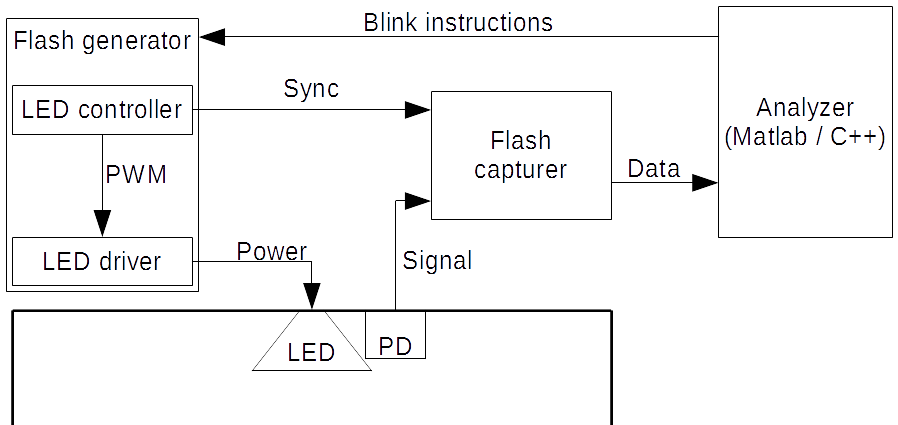 Blink instructions
Flash generator
LED controller
Sync
Analyzer
(Matlab / C++)
Flash
capturer
PWM
Data
LED driver
Power
Signal
LED
PD